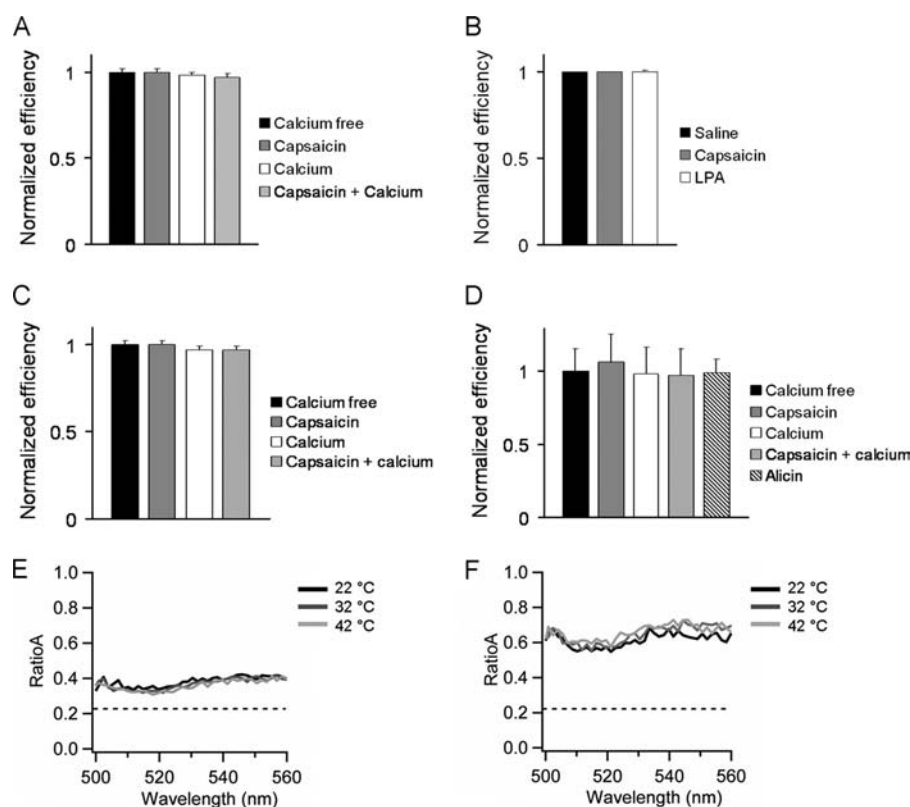 A
Normalized efficiency
1
0.5
0
Calcium free
Capsaicin
Calcium
Capsaicin + Calcium
B
Normalized efficiency
1
0.5
0
Saline
Capsaicin
LPA
C
Normalized efficiency
1
0.5
0
Calcium free
Capsaicin
Calcium
Capsaicin + calcium
D
Normalized efficiency
1
0.5
0
Calcium free
Capsaicin
Calcium
Capsaicin + calcium
Alicin
E
RatioA
1.0
0.8
0.6
0.4
0.2
0.0
500
520
540
560
Wavelength (nm)
22 °C
32 °C
42 °C
F
RatioA
1.0
0.8
0.6
0.4
0.2
0.0
500
520
540
560
Wavelength (nm)
22 °C
32 °C
42 °C